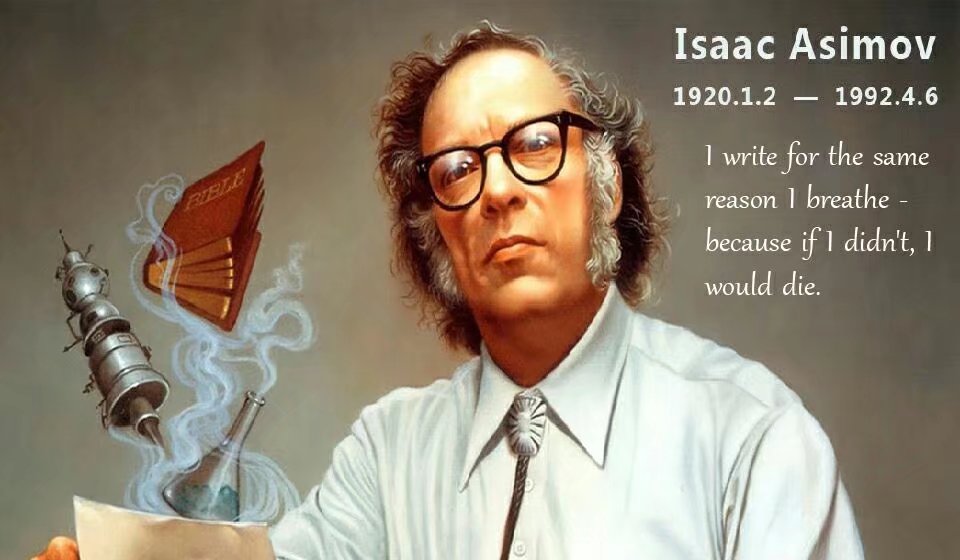 Isaac Asimov
1920.1.2 — 1992.4.6
I write for the same
reason I breathe -
because if I didn't, I
would die.
BIBLE